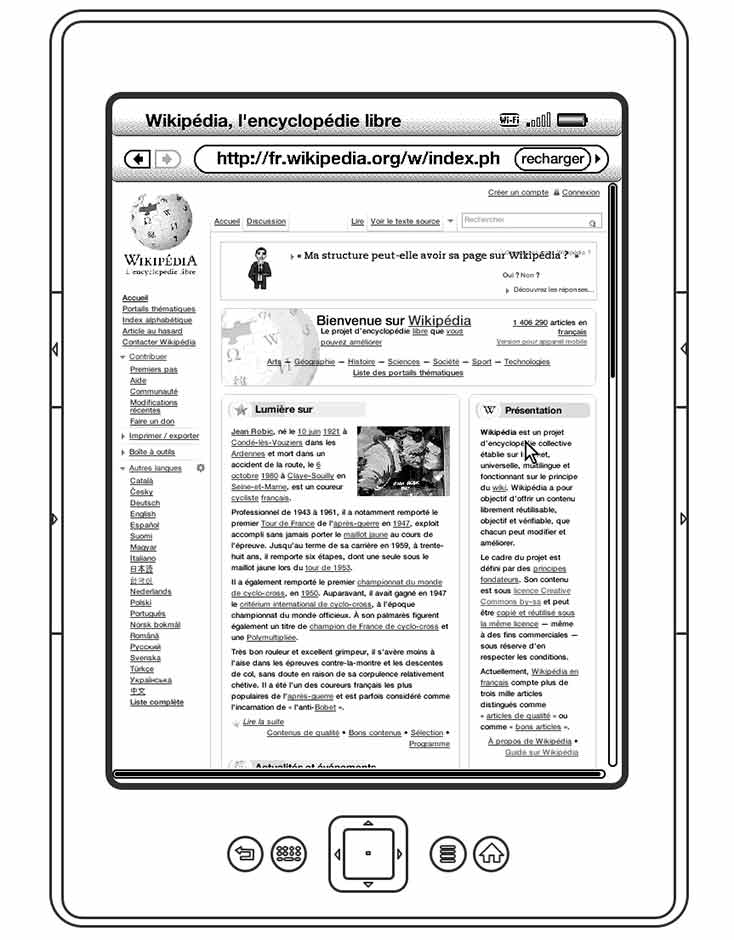 Wikipédia, l'encyclopédie libre
Wi-Fi
http://fr.wikipedia.org/w/index.ph
recharger
Créer un compte Connexion
Accueil Discussion Lire Voir le texte source Rechercher
WIKIPÉDIA
L'encyclopédie libre
« Ma structure peut-elle avoir sa page sur Wikipédia ? »
Oui ? Non ?
Découvrez les réponses...
Accueil
Portails thématiques
Index alphabétique
Article au hasard
Contacter Wikipédia
Contribuer
Premiers pas
Aide
Communauté
Modifications
récentes
Faire un don
Imprimer / exporter
Boîte à outils
Autres langues
Català
Česky
Deutsch
English
Español
Suomi
Magyar
Italiano
日本語
한국어
Nederlands
Polski
Português
Norsk bokmål
Română
Русский
Svenska
Türkçe
Українська
中文
Liste complète
Bienvenue sur Wikipédia
Le projet d'encyclopédie libre que vous
pouvez améliorer
1 406 290 articles en
français
Version pour appareil mobile
Arts – Géographie – Histoire – Sciences – Société – Sport – Technologies
Liste des portails thématiques
Lumière sur
Jean Robic, né le 10 juin 1921 à
Condé-lès-Vouziers dans les
Ardennes et mort dans un
accident de la route, le 6
octobre 1980 à Claye-Souilly en
Seine-et-Marne, est un coureur
cycliste français.
Professionnel de 1943 à 1961, il a notamment remporté le
premier Tour de France de l'après-guerre en 1947, exploit
accompli sans jamais porter le maillot jaune au cours de
l'épreuve. Jusqu'au terme de sa carrière en 1959, à trente-
huit ans, il remporte six étapes, dont une seule sous le
maillot jaune lors du tour de 1953.
Il a également remporté le premier championnat du monde
de cyclo-cross, en 1950. Auparavant, il avait gagné en 1947
le critérium international de cyclo-cross, à l'époque
championnat du monde officieux. À son palmarès figurent
également un titre de champion de France de cyclo-cross et
une Polymultipliée.
Très bon rouleur et excellent grimpeur, il s'avère moins à
l'aise dans les épreuves contre-la-montre et les descentes
de col, sans doute en raison de sa corpulence relativement
chétive. Il a été l'un des coureurs français les plus
populaires de l'après-guerre et est parfois considéré comme
l'incarnation de « l'anti-Bobet ».
Lire la suite
Contenus de qualité • Bons contenus • Sélection •
Programme
Actualités et événements
W Présentation
Wikipédia est un projet
d'encyclopédie collective
établie sur Internet,
universelle, multilingue et
fonctionnant sur le principe
du wiki. Wikipédia a pour
objectif d'offrir un contenu
librement réutilisable,
objectif et vérifiable, que
chacun peut modifier et
améliorer.
Le cadre du projet est
défini par des principes
fondateurs. Son contenu
est sous licence Creative
Commons by-sa et peut
être copié et réutilisé sous
la même licence — même
à des fins commerciales —
sous réserve d'en
respecter les conditions.
Actuellement, Wikipédia en
français compte plus de
trois mille articles
distingués comme
« articles de qualité » ou
comme « bons articles ».
À propos de Wikipédia •
Guide sur Wikipédia